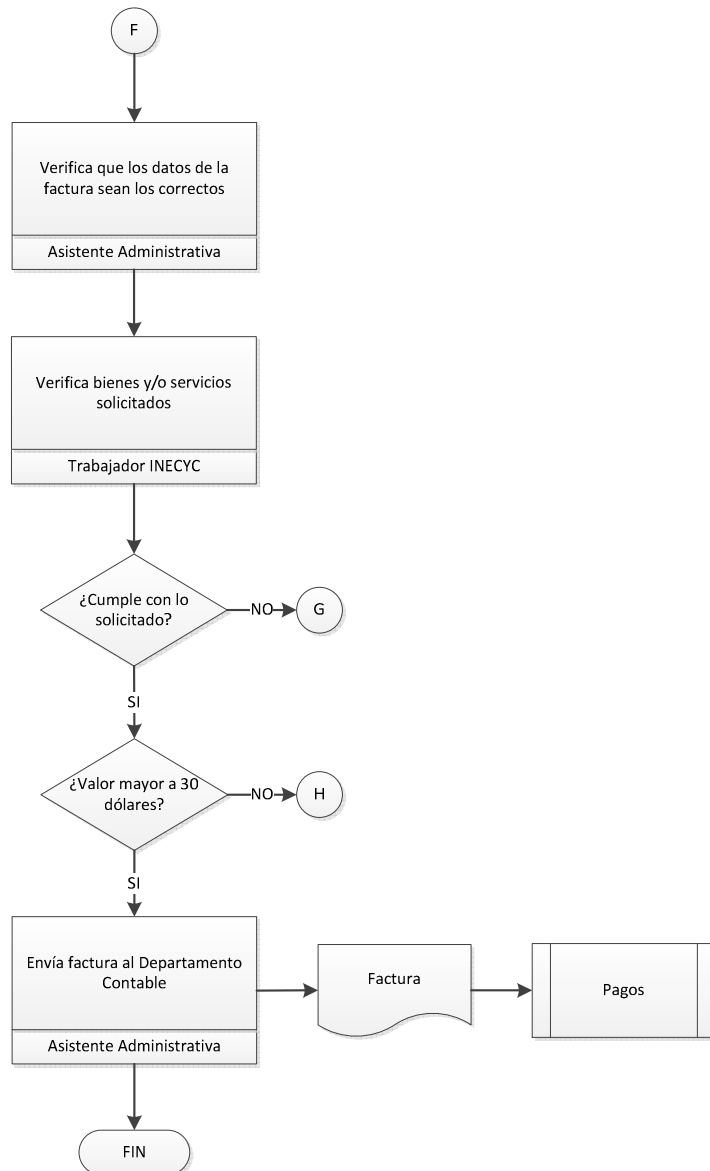 F
Verifica que los datos de la
factura sean los correctos
Asistente Administrativa
Verifica bienes y/o servicios
solicitados
Trabajador INECYC
¿Cumple con lo
solicitado?
NO
G
SI
¿Valor mayor a 30
dólares?
NO
H
SI
Envía factura al Departamento
Contable
Asistente Administrativa
Factura
Pagos
FIN